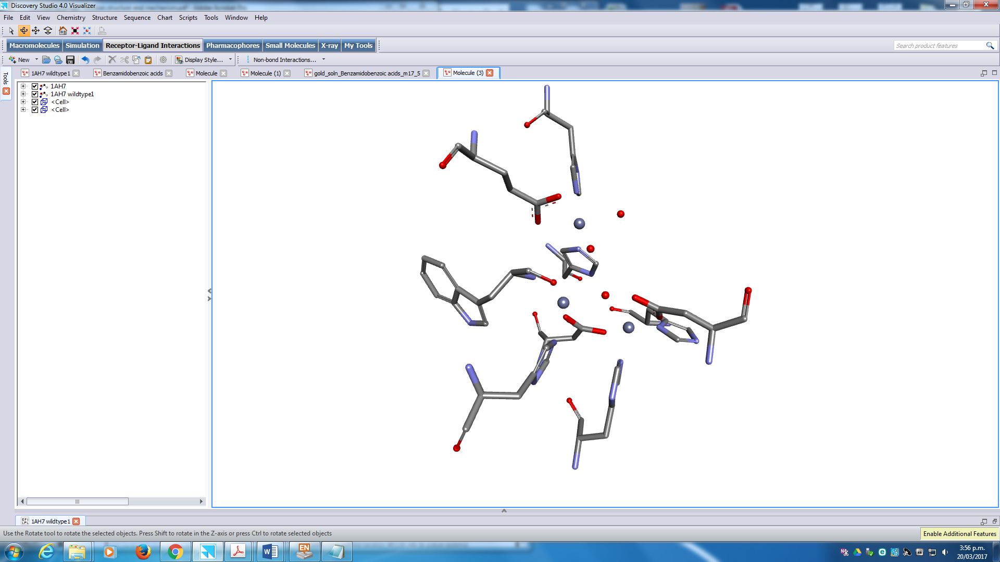 Discovery Studio 4.0 Visualizer
File Edit View Chemistry Structure Sequence Chart Scripts Tools Window Help
Macromolecules Simulation Receptor-Ligand Interactions Pharmacophores Small Molecules X-ray My Tools
Search product features
New Display Style... Non-bond Interactions...
Tools
1AH7 wildtype1 Benzamidobenzoic acids Molecule Molecule (1) gold_soln_Benzamidobenzoic acids_m17_5 Molecule (3)
1AH7
1AH7 wildtype1
<Cell>
<Cell>
EFI
LPL
1AH7 wildtype1
Use the Rotate tool to rotate the selected objects. Press Shift to rotate in the Z-axis or press Ctrl to rotate selected objects
Enable Additional Features
EN
3:56 p.m.
20/03/2017